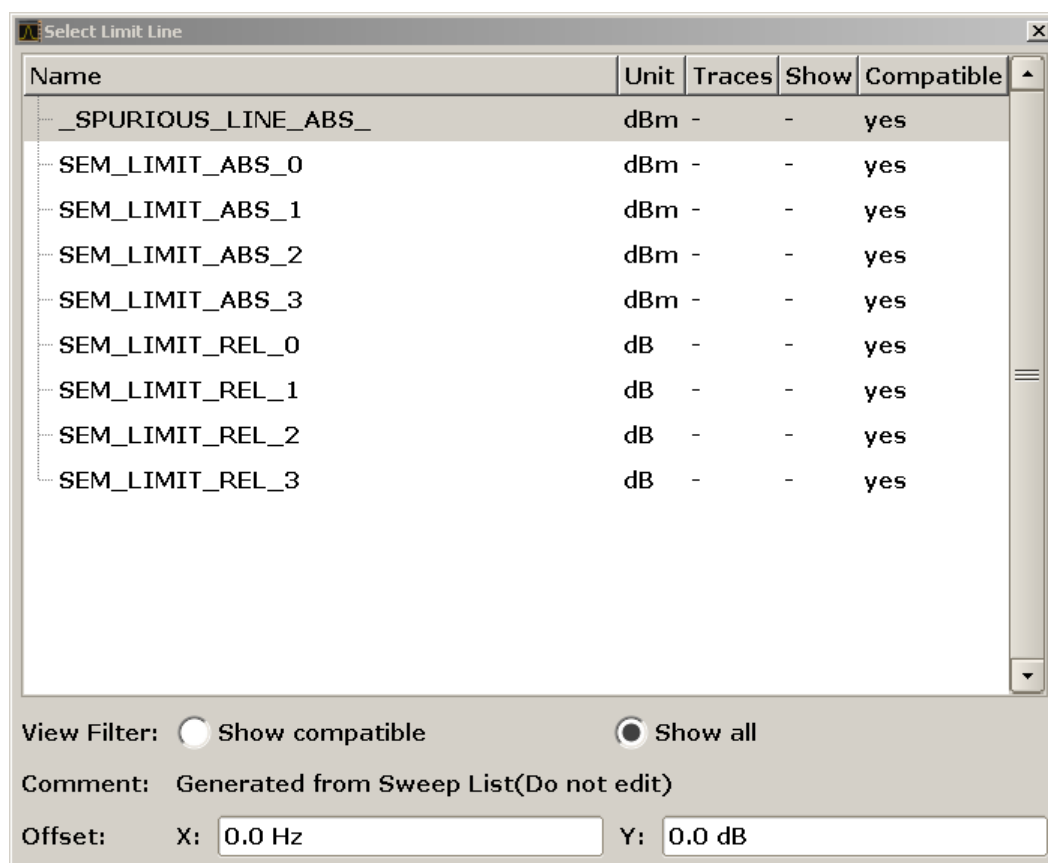 Select Limit Line
Name Unit Traces Show Compatible
_SPURIOUS_LINE_ABS_ dBm - - yes
SEM_LIMIT_ABS_0 dBm - - yes
SEM_LIMIT_ABS_1 dBm - - yes
SEM_LIMIT_ABS_2 dBm - - yes
SEM_LIMIT_ABS_3 dBm - - yes
SEM_LIMIT_REL_0 dB - - yes
SEM_LIMIT_REL_1 dB - - yes
SEM_LIMIT_REL_2 dB - - yes
SEM_LIMIT_REL_3 dB - - yes
View Filter: Show compatible Show all
Comment: Generated from Sweep List(Do not edit)
Offset: X: 0.0 Hz Y: 0.0 dB